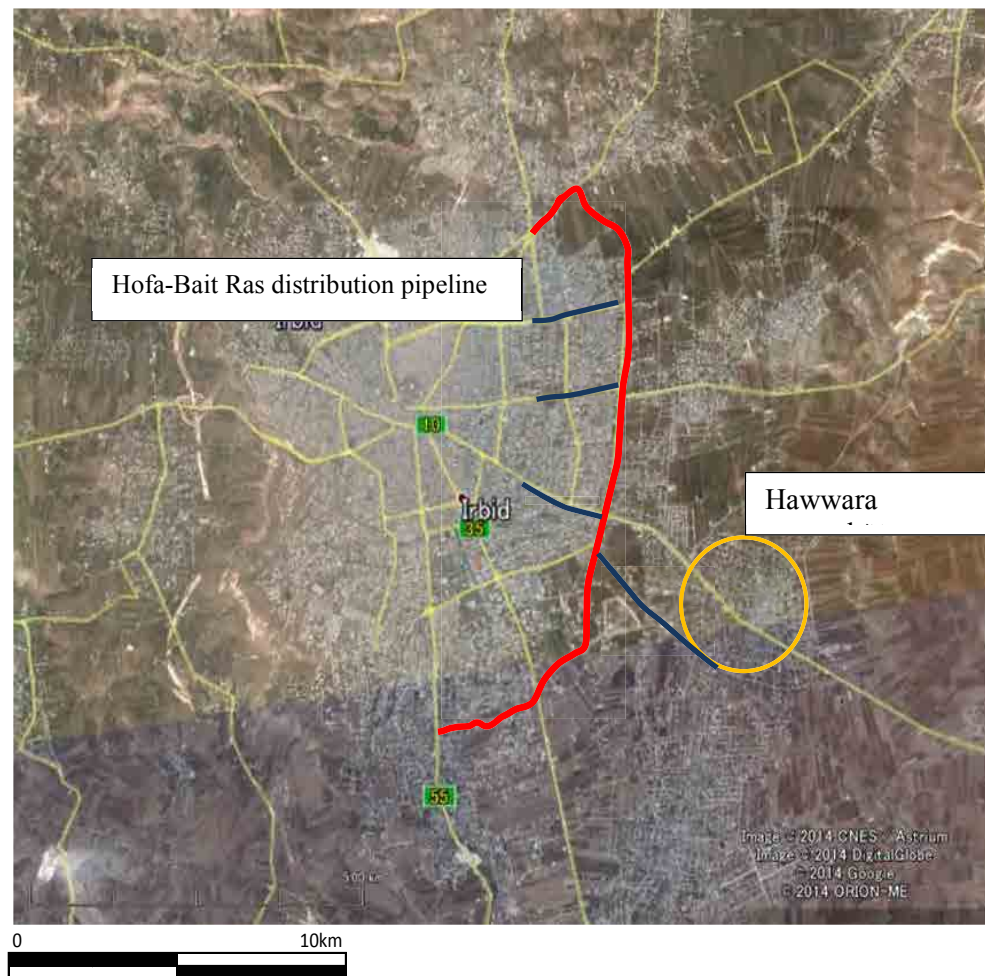 Hofa-Bait Ras distribution pipeline
Irbid
10
Hawwara
Irbid
35
55
Image © 2014 CNES / Astrium
Image © 2014 DigitalGlobe
© 2014 Google
© 2014 ORION-ME
0 10km